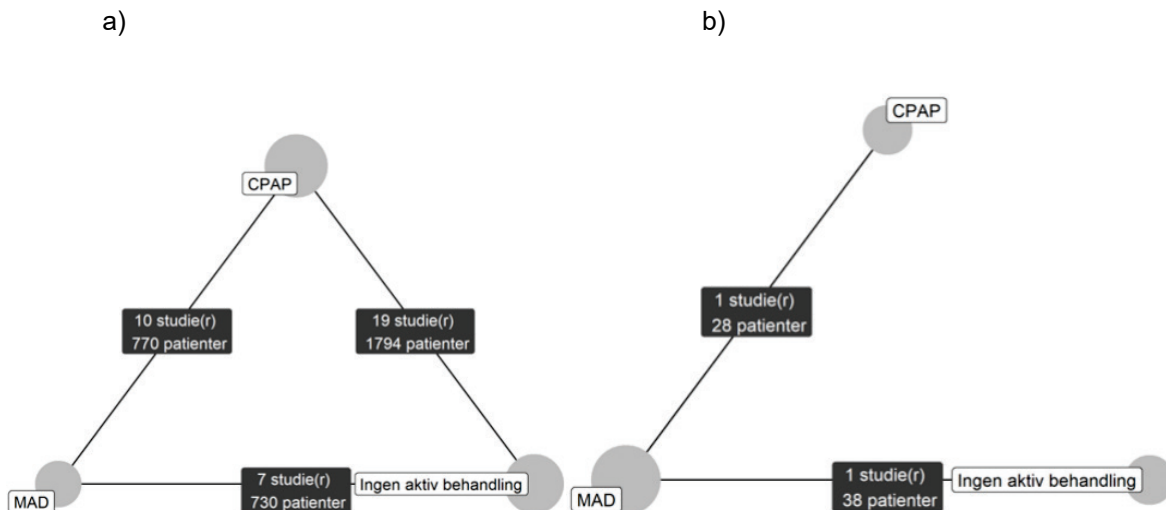 a)
b)
CPAP
10 studie(r)
770 patienter
19 studie(r)
1794 patienter
MAD
7 studie(r)
730 patienter
Ingen aktiv behandling
CPAP
1 studie(r)
28 patienter
MAD
1 studie(r)
38 patienter
Ingen aktiv behandling